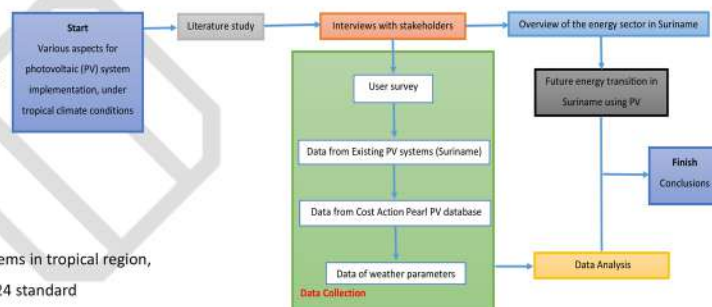 Start
Various aspects for
photovoltaic (PV) system
implementation, under
tropical climate conditions
Literature study
Interviews with stakeholders
Overview of the energy sector in Suriname
User survey
Data from Existing PV systems (Suriname)
Data from Cost Action Pearl PV database
Data of weather parameters
Data Collection
Future energy transition in
Suriname using PV
Finish
Conclusions
Data Analysis
ems in tropical region,
24 standard